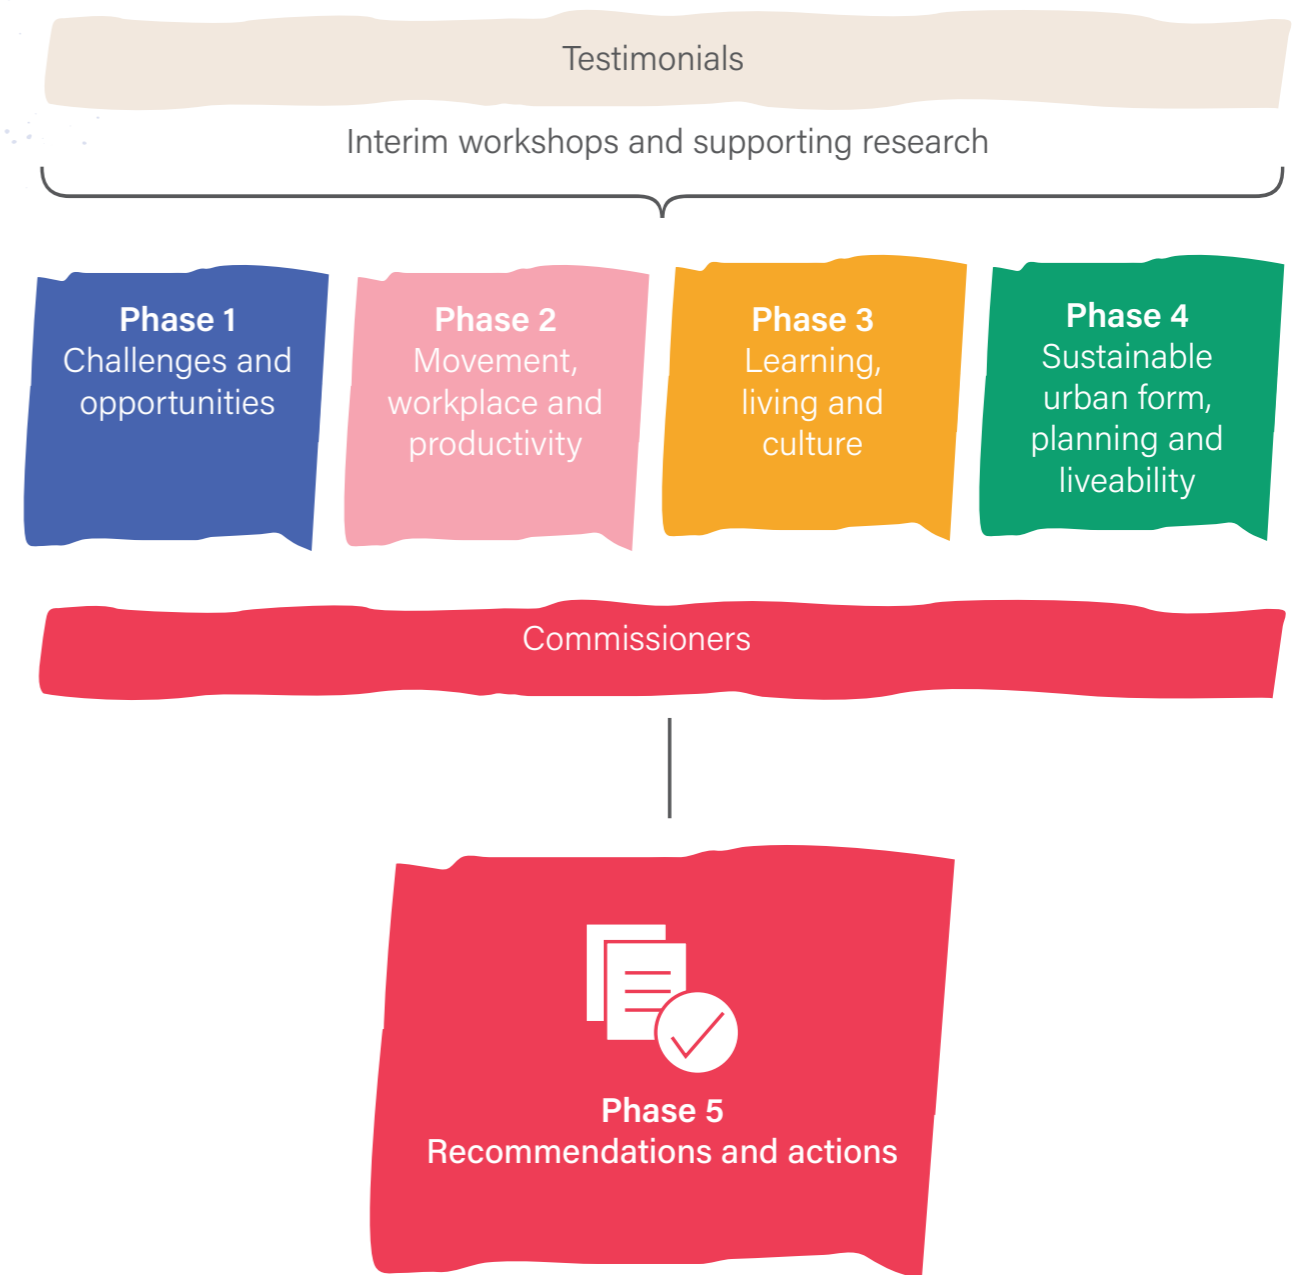 Testimonials
Interim workshops and supporting research
Phase 1
Challenges and
opportunities
Phase 2
Movement,
workplace and
productivity
Phase 3
Learning,
living and
culture
Phase 4
Sustainable
urban form,
planning and
liveability
Commissioners
Phase 5
Recommendations and actions